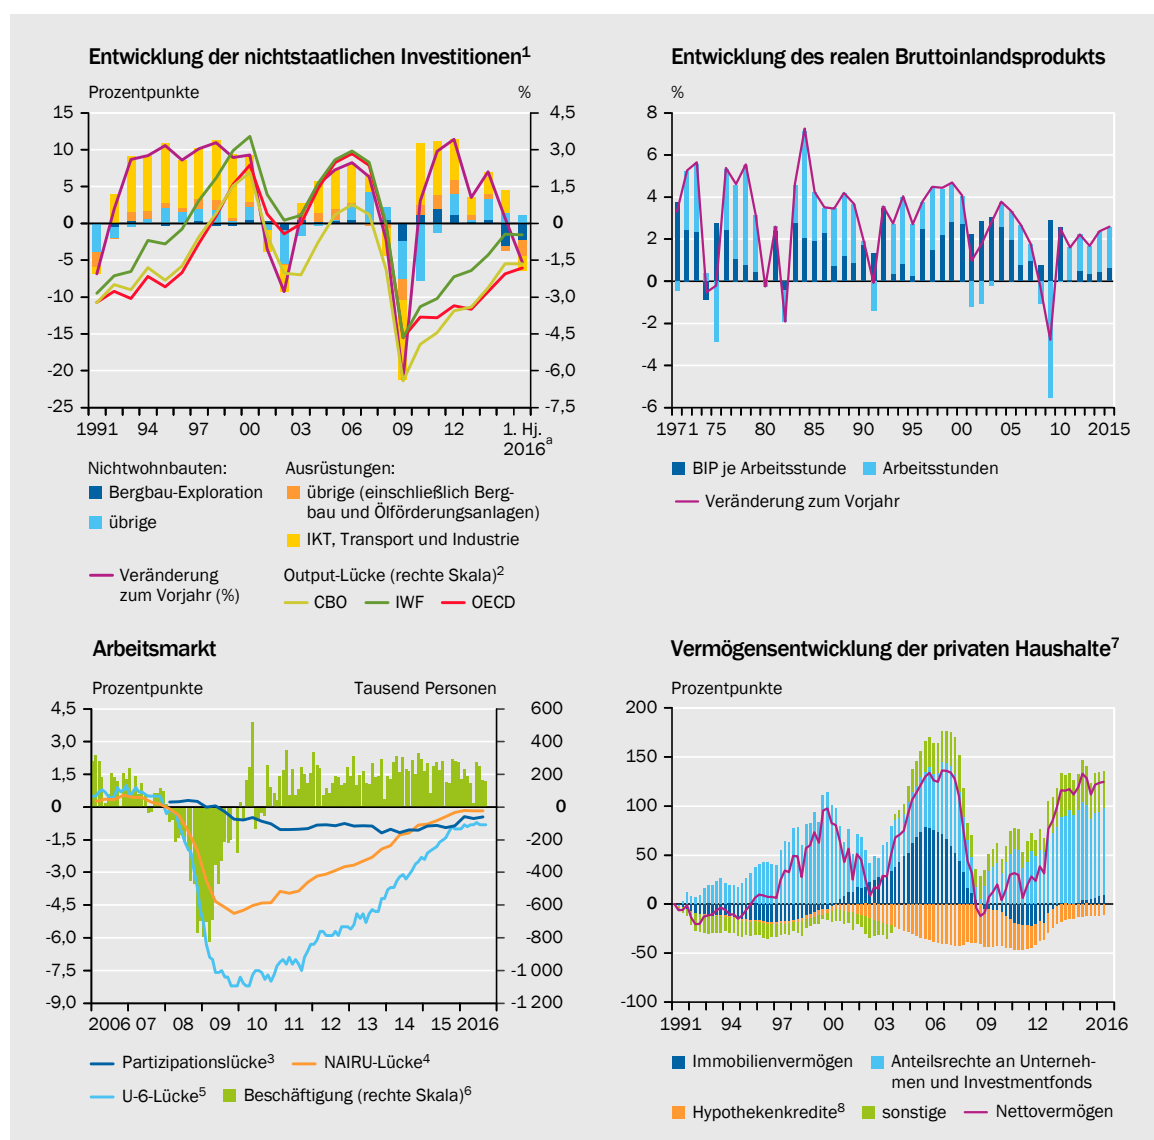 Entwicklung der nichtstaatlichen Investitionen¹
Prozentpunkte %
15 4,5
10 3,0
5 1,5
0 0
-5 -1,5
-10 -3,0
-15 -4,5
-20 -6,0
-25 -7,5
1991 94 97 00 03 06 09 12 1. Hj.
2016ᵃ
Nichtwohnbauten:
Bergbau-Exploration
übrige
Ausrüstungen:
übrige (einschließlich Berg-
bau und Ölförderungsanlagen)
IKT, Transport und Industrie
Veränderung
zum Vorjahr (%)
Output-Lücke (rechte Skala)²
CBO IWF OECD
Entwicklung des realen Bruttoinlandsprodukts
%
8
6
4
2
0
-2
-4
-6
1971 75 80 85 90 95 00 05 10 2015
BIP je Arbeitsstunde Arbeitsstunden
Veränderung zum Vorjahr
Arbeitsmarkt
Prozentpunkte Tausend Personen
4,5 600
3,0 400
1,5 200
0 0
-1,5 -200
-3,0 -400
-4,5 -600
-6,0 -800
-7,5 -1 000
-9,0 -1 200
2006 07 08 09 10 11 12 13 14 15 2016
Partizipationslücke³ NAIRU-Lücke⁴
U-6-Lücke⁵ Beschäftigung (rechte Skala)⁶
Vermögensentwicklung der privaten Haushalte⁷
Prozentpunkte
200
150
100
50
0
-50
-100
1991 94 97 00 03 06 09 12 2016
Immobilienvermögen Anteilsrechte an Unterneh-
men und Investmentfonds
Hypothekenkredite⁸ sonstige Nettovermögen